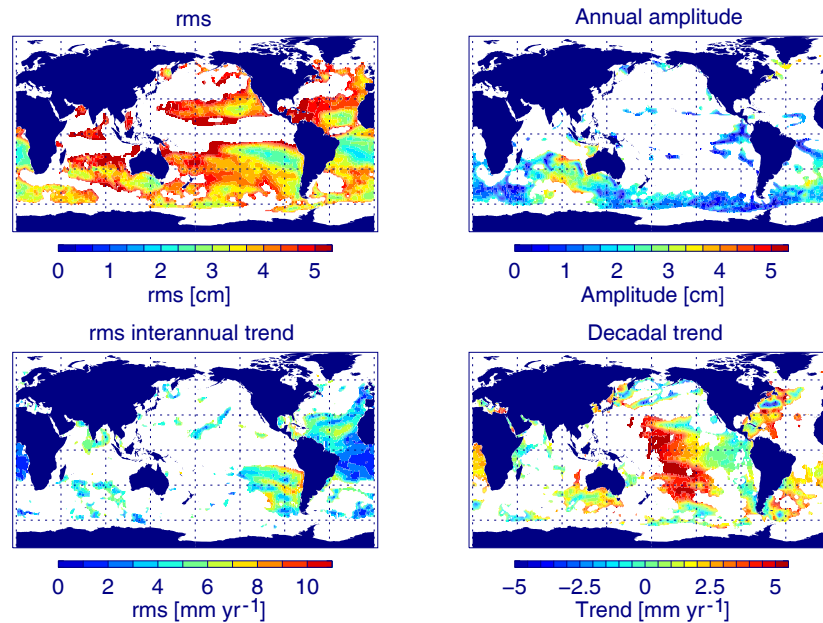 rms
Annual amplitude
0 1 2 3 4 5
rms [cm]
0 1 2 3 4 5
Amplitude [cm]
rms interannual trend
Decadal trend
0 2 4 6 8 10
rms [mm yr⁻¹]
−5 −2.5 0 2.5 5
Trend [mm yr⁻¹]